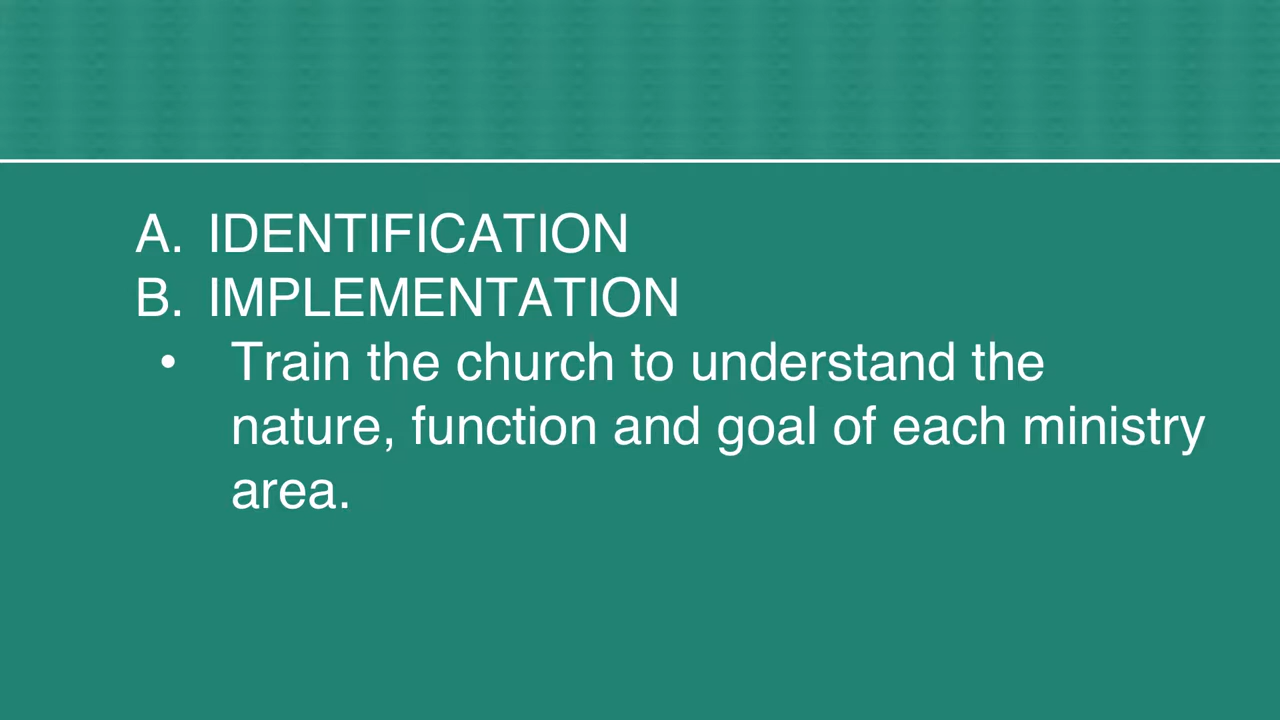 A. IDENTIFICATION
B. IMPLEMENTATION
• Train the church to understand the
nature, function and goal of each ministry
area.